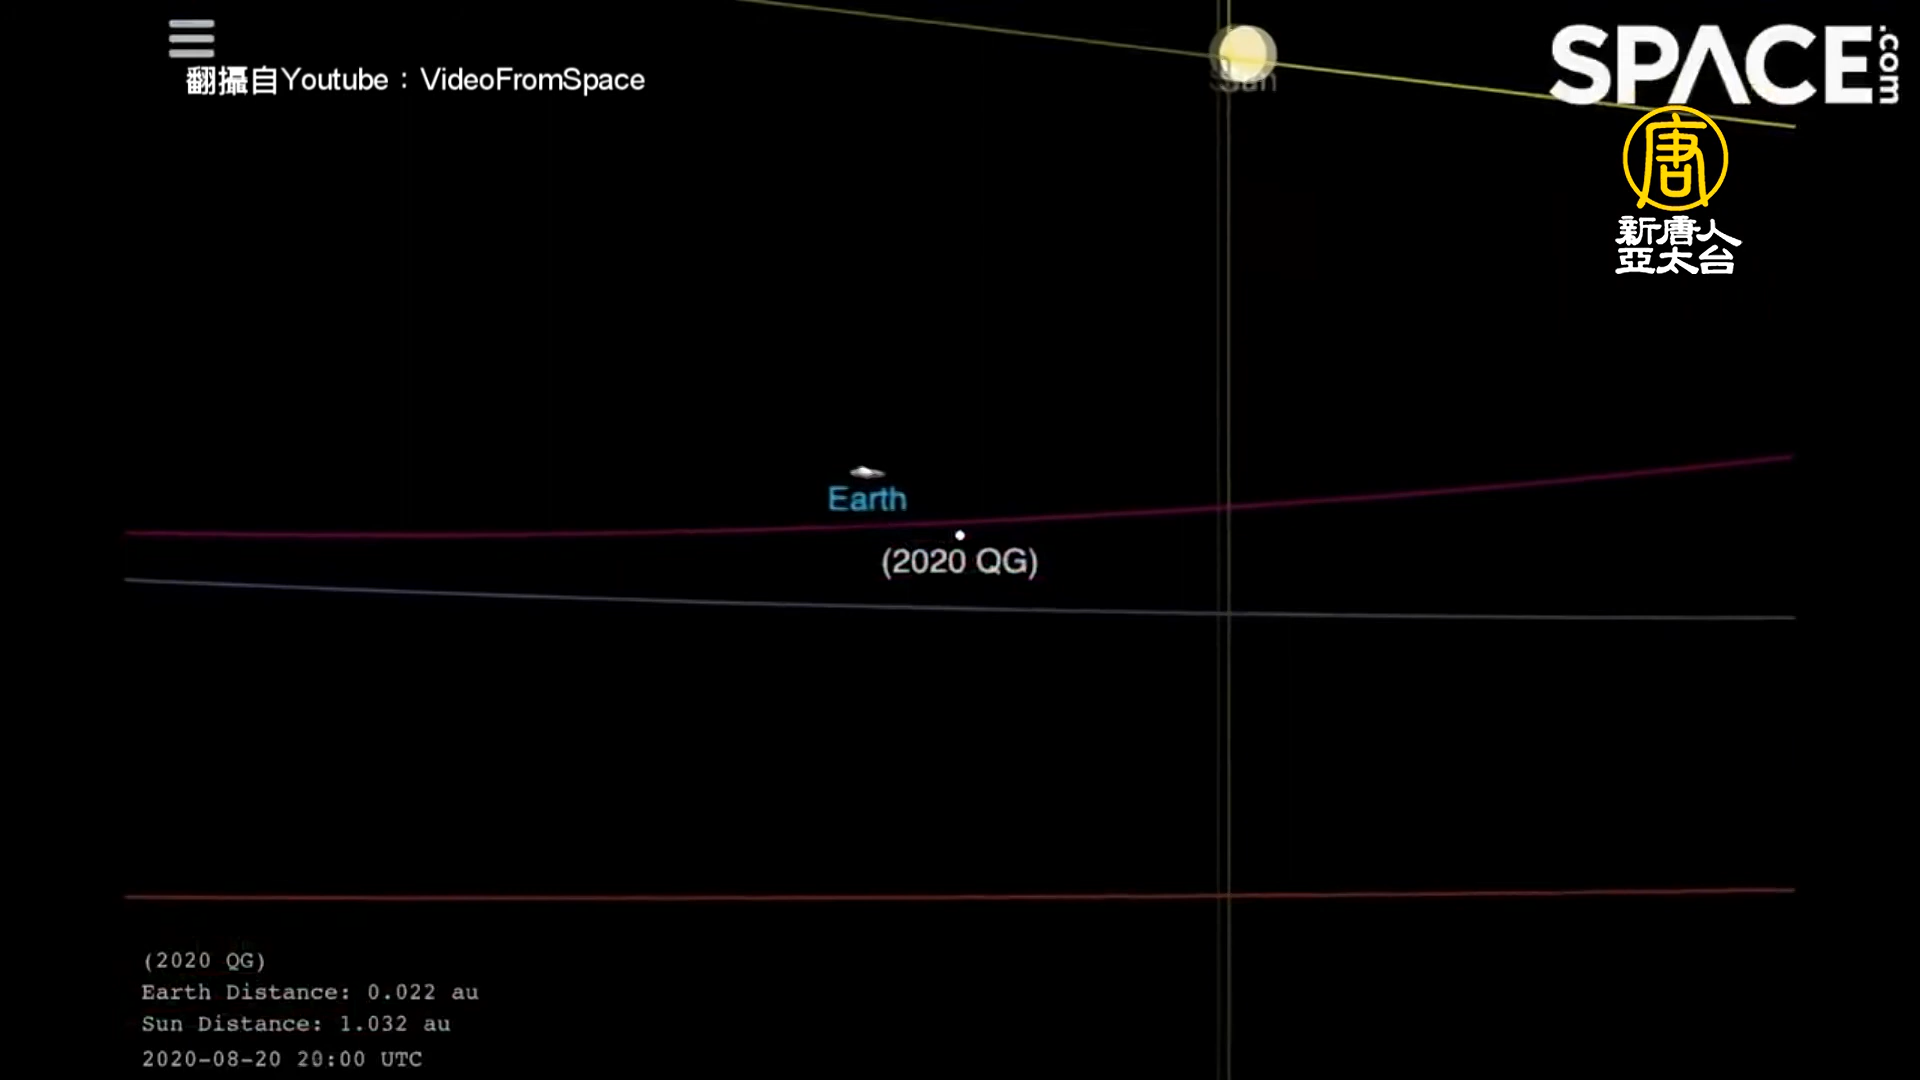 SPACE.com
翻攝自Youtube：VideoFromSpace
Sun
唐
新唐人
亞太台
Earth
(2020 QG)
(2020 QG)
Earth Distance: 0.022 au
Sun Distance: 1.032 au
2020-08-20 20:00 UTC